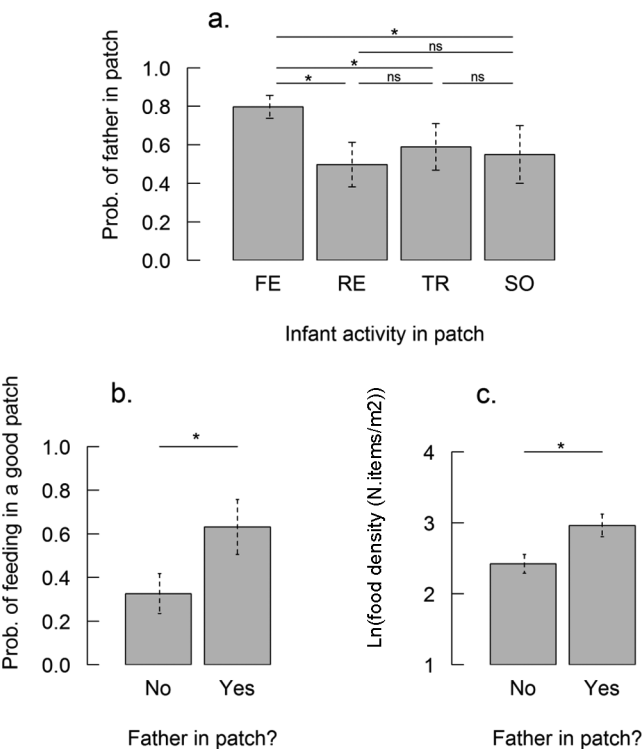 a.
*
ns
*
* ns ns
Prob. of father in patch
1.0
0.8
0.6
0.4
0.2
0.0
FE RE TR SO
Infant activity in patch
b.
Prob. of feeding in a good patch
*
1.0
0.8
0.6
0.4
0.2
0.0
No Yes
Father in patch?
c.
Ln(food density (N.items/m2))
*
4
3
2
1
No Yes
Father in patch?